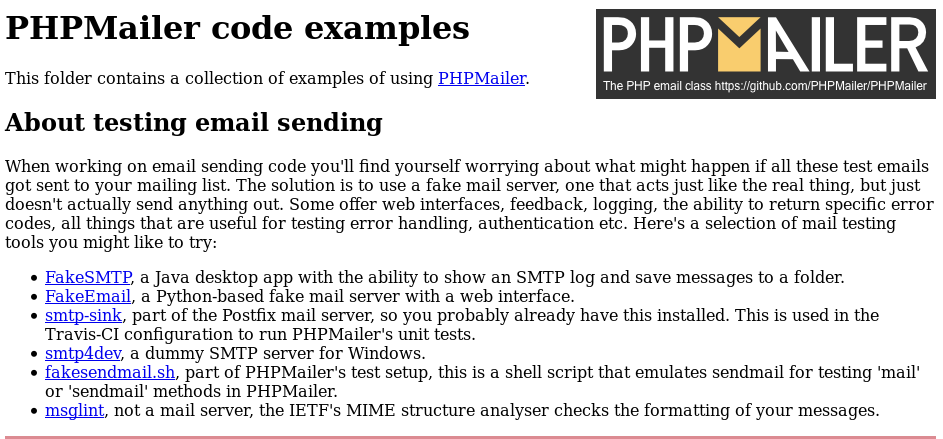 PHPMailer code examples
PHPMAILER
The PHP email class https://github.com/PHPMailer/PHPMailer
This folder contains a collection of examples of using PHPMailer.
About testing email sending
When working on email sending code you'll find yourself worrying about what might happen if all these test emails
got sent to your mailing list. The solution is to use a fake mail server, one that acts just like the real thing, but just
doesn't actually send anything out. Some offer web interfaces, feedback, logging, the ability to return specific error
codes, all things that are useful for testing error handling, authentication etc. Here's a selection of mail testing
tools you might like to try:
• FakeSMTP, a Java desktop app with the ability to show an SMTP log and save messages to a folder.
• FakeEmail, a Python-based fake mail server with a web interface.
• smtp-sink, part of the Postfix mail server, so you probably already have this installed. This is used in the
Travis-CI configuration to run PHPMailer's unit tests.
• smtp4dev, a dummy SMTP server for Windows.
• fakesendmail.sh, part of PHPMailer's test setup, this is a shell script that emulates sendmail for testing 'mail'
or 'sendmail' methods in PHPMailer.
• msglint, not a mail server, the IETF's MIME structure analyser checks the formatting of your messages.